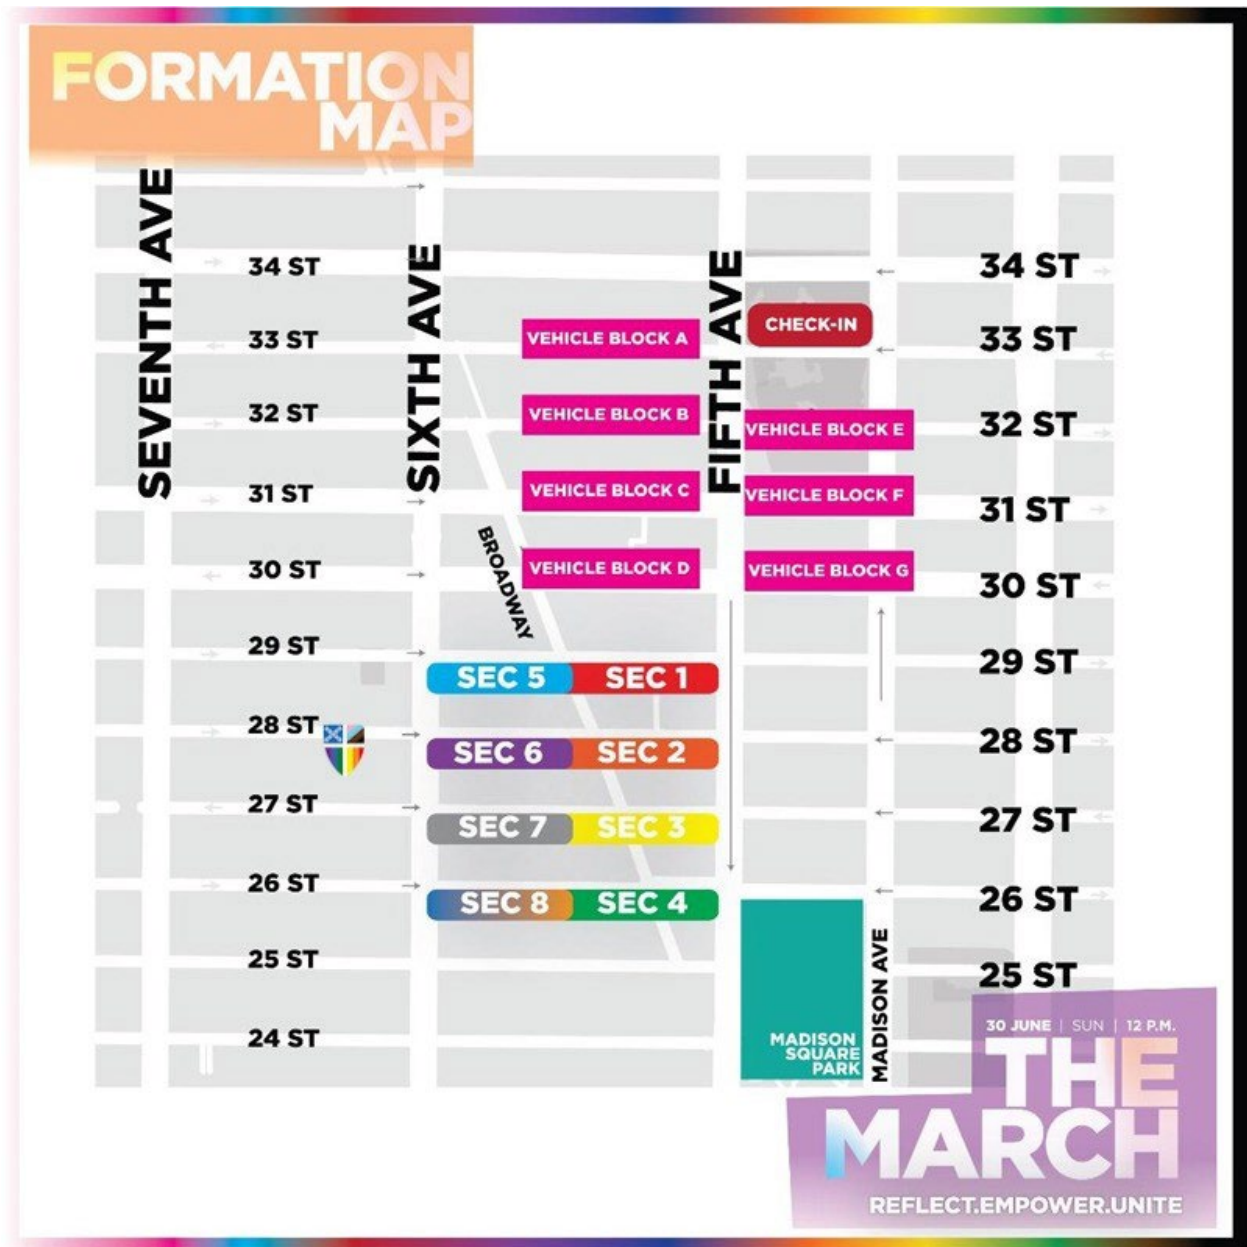 FORMATION
MAP
SEVENTH AVE
SIXTH AVE
FIFTH AVE
34 ST
34 ST
CHECK-IN
33 ST
VEHICLE BLOCK A
33 ST
32 ST
VEHICLE BLOCK B
VEHICLE BLOCK E
32 ST
31 ST
VEHICLE BLOCK C
VEHICLE BLOCK F
31 ST
BROADWAY
30 ST
VEHICLE BLOCK D
VEHICLE BLOCK G
30 ST
29 ST
SEC 5
SEC 1
29 ST
28 ST
SEC 6
SEC 2
28 ST
27 ST
SEC 7
SEC 3
27 ST
26 ST
SEC 8
SEC 4
26 ST
25 ST
25 ST
24 ST
MADISON
SQUARE
PARK
MADISON AVE
30 JUNE | SUN | 12 P.M.
THE
MARCH
REFLECT.EMPOWER.UNITE